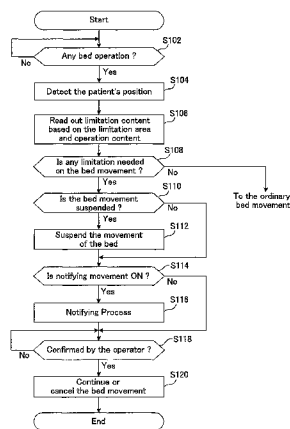 Start
S102
Any bed operation ?
No
Yes
S104
Detect the patient's position
S106
Read out limitation content
based on the limitation area
and operation content
S108
Is any limitation needed
on the bed movement ?
No
Yes
To the ordinary
bed movement
S110
Is the bed movement
suspended ?
No
Yes
S112
Suspend the movement
of the bed
S114
Is notifying movement ON ?
No
Yes
S116
Notifying Process
S118
Confirmed by the operator ?
No
Yes
S120
Continue or
cancel the bed movement
End